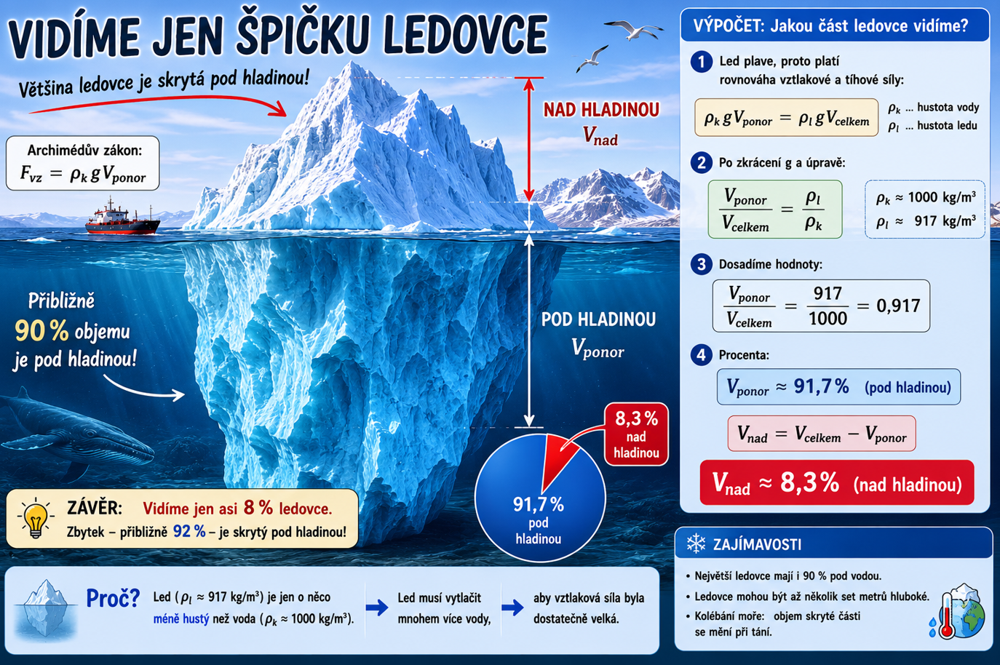 VIDÍME JEN ŠPIČKU LEDOVCE
Většina ledovce je skrytá pod hladinou!
Archimédův zákon:
F_vz = ρ_k g V_ponor
NAD HLADINOU
V_nad
Přibližně
90 % objemu
je pod hladinou!
POD HLADINOU
V_ponor
8,3 %
nad
hladinou
91,7 %
pod
hladinou
ZÁVĚR: Vidíme jen asi 8 % ledovce.
Zbytek – přibližně 92 % – je skrytý pod hladinou!
VÝPOČET: Jakou část ledovce vidíme?
1 Led plave, proto platí
rovnováha vztlakové a tíhové síly:
ρ_k g V_ponor = ρ_l g V_celkem
ρ_k ... hustota vody
ρ_l ... hustota ledu
2 Po zkrácení g a úpravě:
V_ponor / V_celkem = ρ_l / ρ_k
ρ_k ≈ 1000 kg/m³
ρ_l ≈ 917 kg/m³
3 Dosadíme hodnoty:
V_ponor / V_celkem = 917 / 1000 = 0,917
4 Procenta:
V_ponor ≈ 91,7 % (pod hladinou)
V_nad = V_celkem − V_ponor
V_nad ≈ 8,3 % (nad hladinou)
ZAJÍMAVOSTI
• Největší ledovce mají i 90 % pod vodou.
• Ledovce mohou být až několik set metrů hluboké.
• Kolébání moře: objem skryté části
se mění při tání.
Proč?
Led (ρ_l ≈ 917 kg/m³) je jen o něco
méně hustý než voda (ρ_k ≈ 1000 kg/m³).
Led musí vytlačit
mnohem více vody,
aby vztlaková síla byla
dostatečně velká.